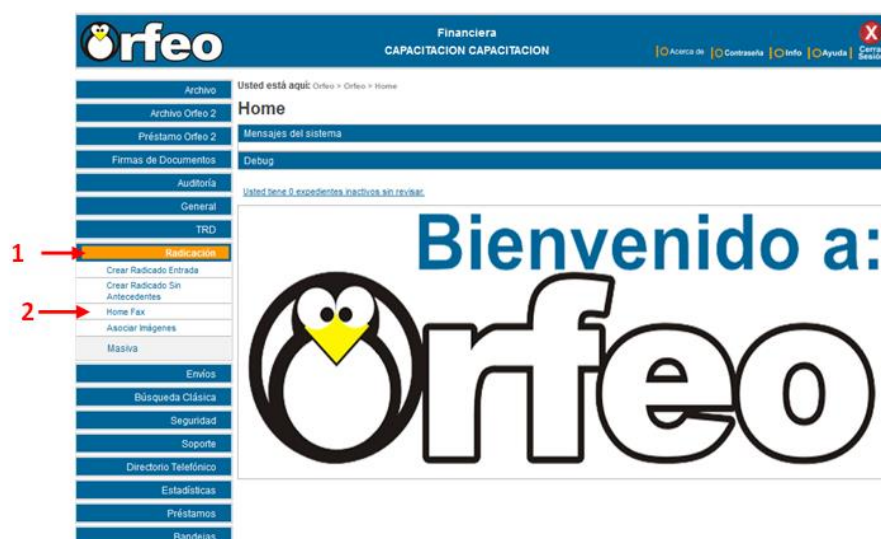 Orfeo
Financiera
CAPACITACION CAPACITACION
Acerca de
Contraseña
Info
Ayuda
X
Cerra
Sesión
Usted está aquí: Orfeo > Orfeo > Home
Home
Mensajes del sistema
Debug
Usted tiene 0 expedientes inactivos sin revisar.
Archivo
Archivo Orfeo 2
Préstamo Orfeo 2
Firmas de Documentos
Auditoría
General
TRD
1
Radicación
Crear Radicado Entrada
Crear Radicado Sin
Antecedentes
2
Home Fax
Asociar Imágenes
Masiva
Envíos
Búsqueda Clásica
Seguridad
Soporte
Directorio Telefónico
Estadísticas
Préstamos
Bandejas
Bienvenido a:
Orfeo